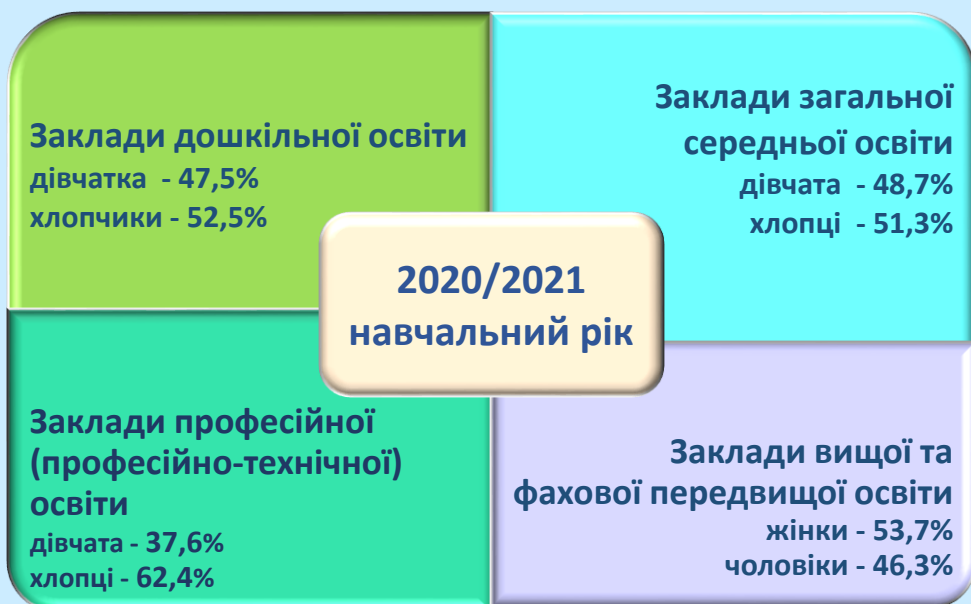 Заклади дошкільної освіти
дівчатка - 47,5%
хлопчики - 52,5%
Заклади загальної
середньої освіти
дівчата - 48,7%
хлопці - 51,3%
2020/2021
навчальний рік
Заклади професійної
(професійно-технічної)
освіти
дівчата - 37,6%
хлопці - 62,4%
Заклади вищої та
фахової передвищої освіти
жінки - 53,7%
чоловіки - 46,3%